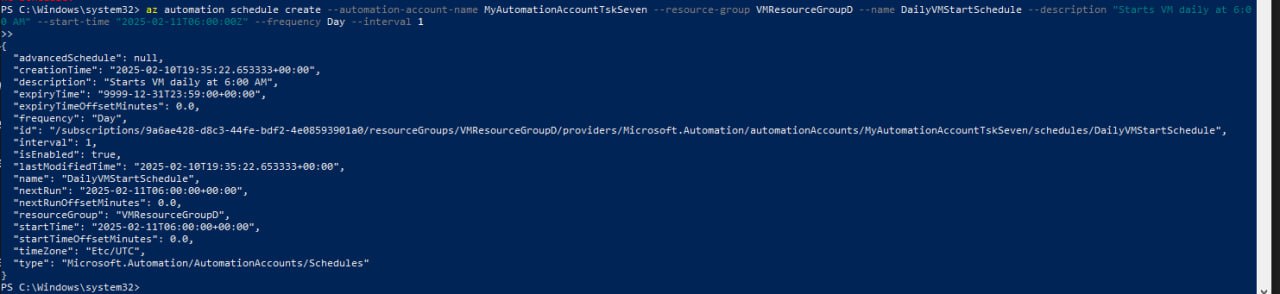 PS C:\Windows\system32> az automation schedule create --automation-account-name MyAutomationAccountTskSeven --resource-group VMResourceGroupD --name DailyVMStartSchedule --description "Starts VM daily at 6:0
0 AM" --start-time "2025-02-11T06:00:00Z" --frequency Day --interval 1
>>
{
  "advancedSchedule": null,
  "creationTime": "2025-02-10T19:35:22.653333+00:00",
  "description": "Starts VM daily at 6:00 AM",
  "expiryTime": "9999-12-31T23:59:00+00:00",
  "expiryTimeOffsetMinutes": 0.0,
  "frequency": "Day",
  "id": "/subscriptions/9a6ae428-d8c3-44fe-bdf2-4e08593901a0/resourceGroups/VMResourceGroupD/providers/Microsoft.Automation/automationAccounts/MyAutomationAccountTskSeven/schedules/DailyVMStartSchedule",
  "interval": 1,
  "isEnabled": true,
  "lastModifiedTime": "2025-02-10T19:35:22.653333+00:00",
  "name": "DailyVMStartSchedule",
  "nextRun": "2025-02-11T06:00:00+00:00",
  "nextRunOffsetMinutes": 0.0,
  "resourceGroup": "VMResourceGroupD",
  "startTime": "2025-02-11T06:00:00+00:00",
  "startTimeOffsetMinutes": 0.0,
  "timeZone": "Etc/UTC",
  "type": "Microsoft.Automation/AutomationAccounts/Schedules"
}
PS C:\Windows\system32>